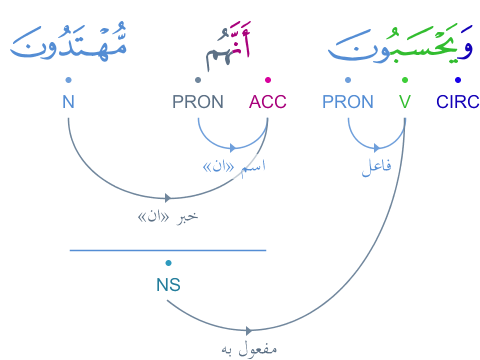 وَيَحْسَبُونَ أَنَّهُم مُّهْتَدُونَ
CIRC V PRON ACC PRON N
فاعل اسم «ان»
خبر «ان»
NS
مفعول به